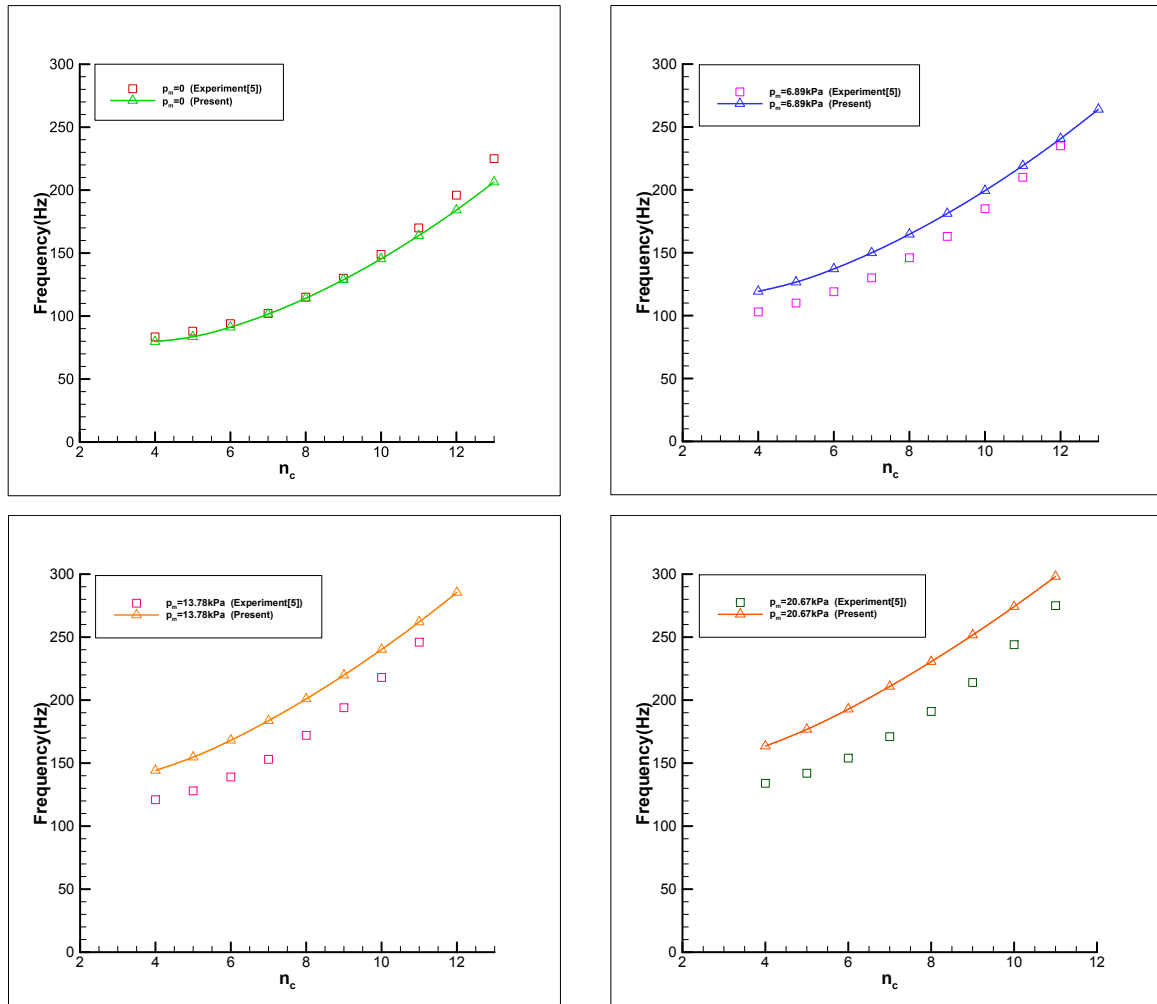 300
250
200
150
100
50
0
Frequency(Hz)
p_m=0 (Experiment[5])
p_m=0 (Present)
2 4 6 8 10 12
n_c
300
250
200
150
100
50
0
Frequency(Hz)
p_m=6.89kPa (Experiment[5])
p_m=6.89kPa (Present)
2 4 6 8 10 12
n_c
300
250
200
150
100
50
0
Frequency(Hz)
p_m=13.78kPa (Experiment[5])
p_m=13.78kPa (Present)
2 4 6 8 10 12
n_c
300
250
200
150
100
50
0
Frequency(Hz)
p_m=20.67kPa (Experiment[5])
p_m=20.67kPa (Present)
2 4 6 8 10 12
n_c